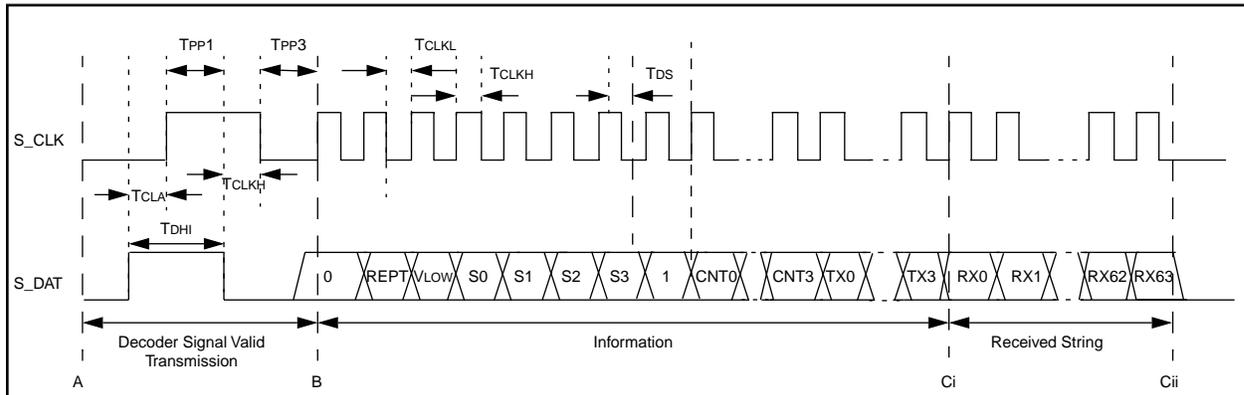 TPP1 TPP3 TCLKL
TCLKH TDS
S_CLK
TCLKH
TCLA
TDHI
S_DAT 0 REPT VLOW S0 S1 S2 S3 1 CNT0 CNT3 TX0 TX3 RX0 RX1 RX62 RX63
Decoder Signal Valid
Transmission
Information
Received String
A B Ci Cii